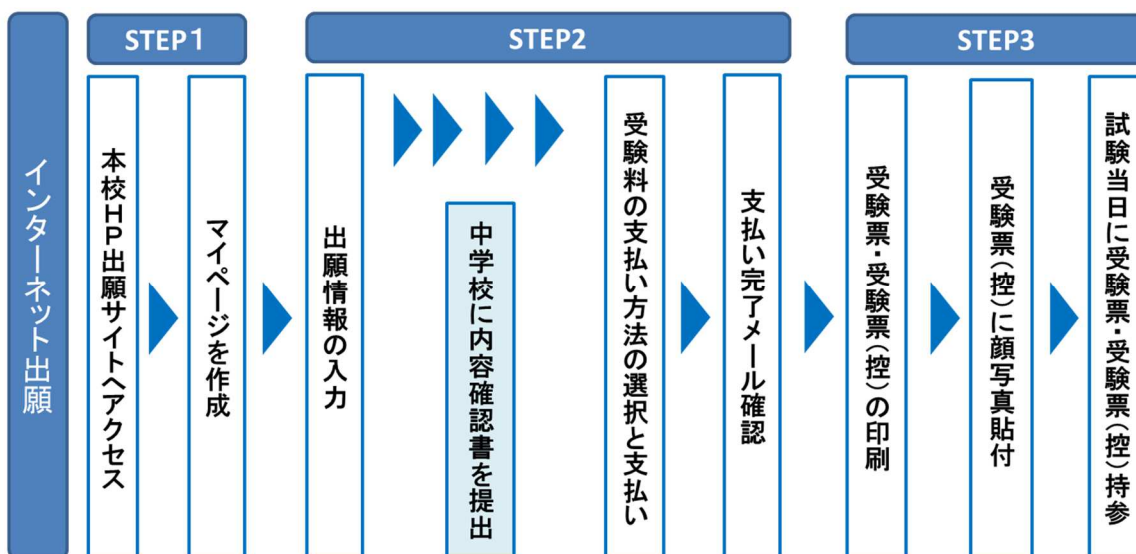 インターネット出願
STEP1
本校HP出願サイトへアクセス
マイページを作成
STEP2
出願情報の入力
中学校に内容確認書を提出
受験料の支払い方法の選択と支払い
支払い完了メール確認
STEP3
受験票・受験票(控)の印刷
受験票(控)に顔写真貼付
試験当日に受験票・受験票(控)持参